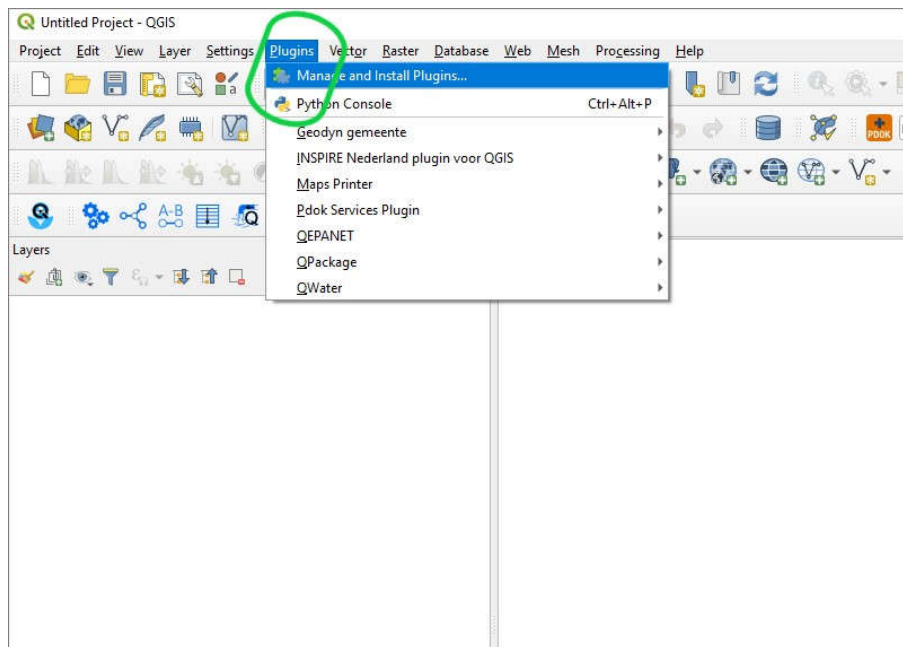 Untitled Project - QGIS
Project Edit View Layer Settings Plugins Vector Raster Database Web Mesh Processing Help
Manage and Install Plugins...
Python Console Ctrl+Alt+P
Geodyn gemeente
INSPIRE Nederland plugin voor QGIS
Maps Printer
Pdok Services Plugin
QEPANET
QPackage
QWater
a
PDOK
A-B
Layers